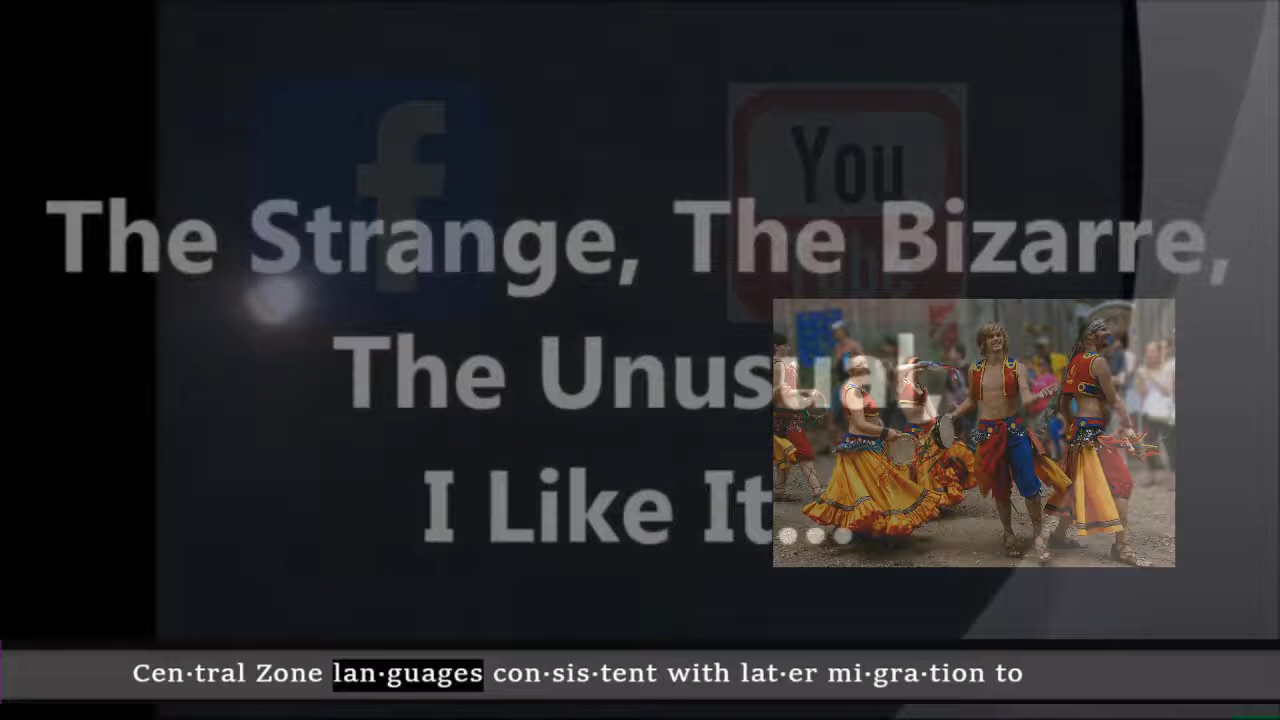 f
You
Tube
The Strange, The Bizarre,
The Unusual,
I Like It...
Cen·tral Zone lan·guages con·sis·tent with lat·er mi·gra·tion to